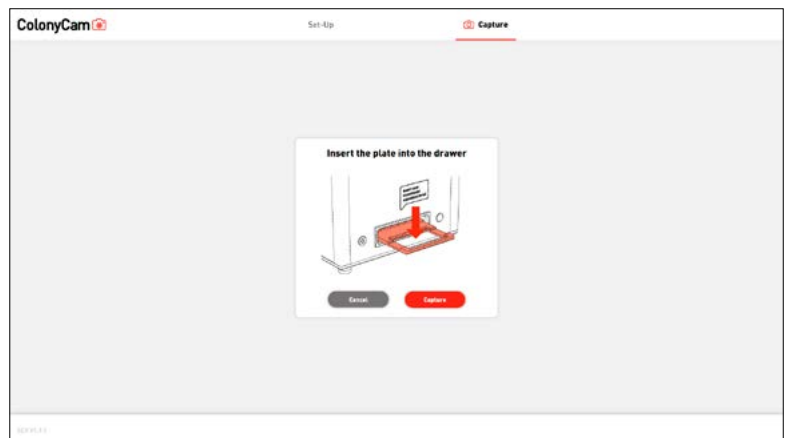 ColonyCam
Set-Up
Capture
Insert the plate into the drawer
Cancel
Capture